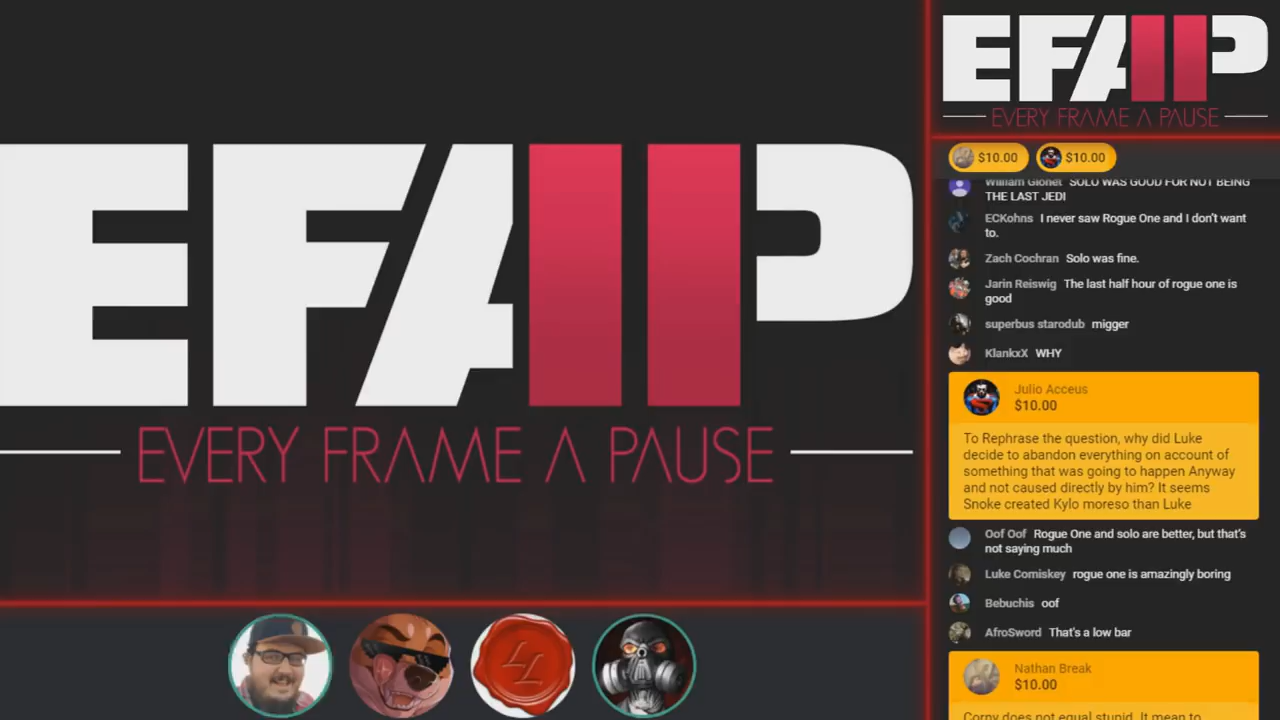 EFAP
EVERY FRAME A PAUSE
EFAP
EVERY FRAME A PAUSE
$10.00
$10.00
William Glonet SOLO WAS GOOD FOR NOT BEING
THE LAST JEDI
ECKohns I never saw Rogue One and I don't want
to.
Zach Cochran Solo was fine.
Jarin Reiswig The last half hour of rogue one is
good
superbus starodub migger
KlankxX WHY
Julio Acceus
$10.00
To Rephrase the question, why did Luke
decide to abandon everything on account of
something that was going to happen Anyway
and not caused directly by him? It seems
Snoke created Kylo moreso than Luke
Oof Oof Rogue One and solo are better, but that's
not saying much
Luke Comiskey rogue one is amazingly boring
Bebuchis oof
AfroSword That's a low bar
Nathan Break
$10.00
Corny does not equal stupid. It mean to
LL